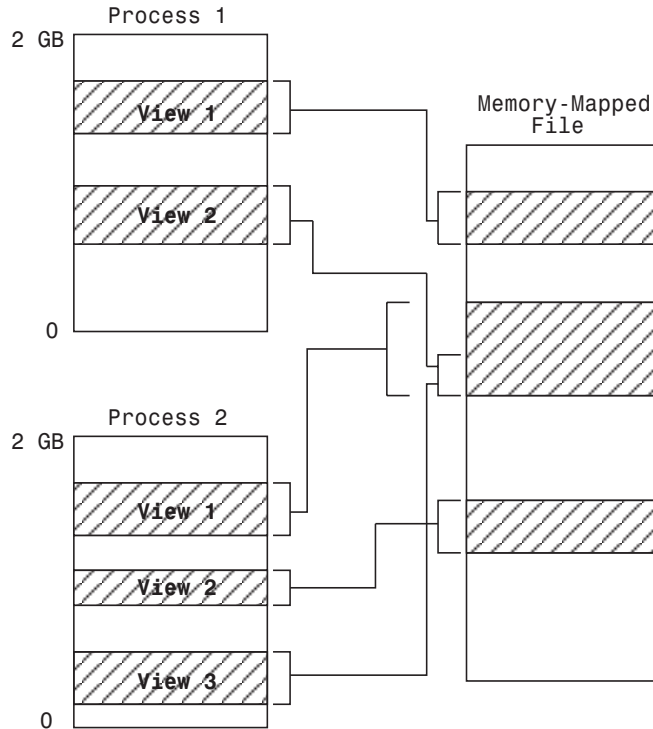 Process 1
2 GB
View 1
View 2
0
Memory-Mapped
File
Process 2
2 GB
View 1
View 2
View 3
0